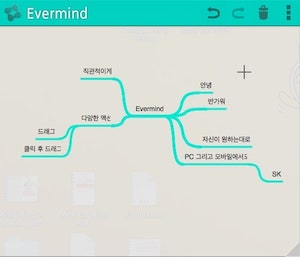 Evermind
직관적이게
안녕
반가워
Evermind
다양한 액션
드래그
자신이 원하는대로
클릭 후 드래그
PC 그리고 모바일에서도
SK